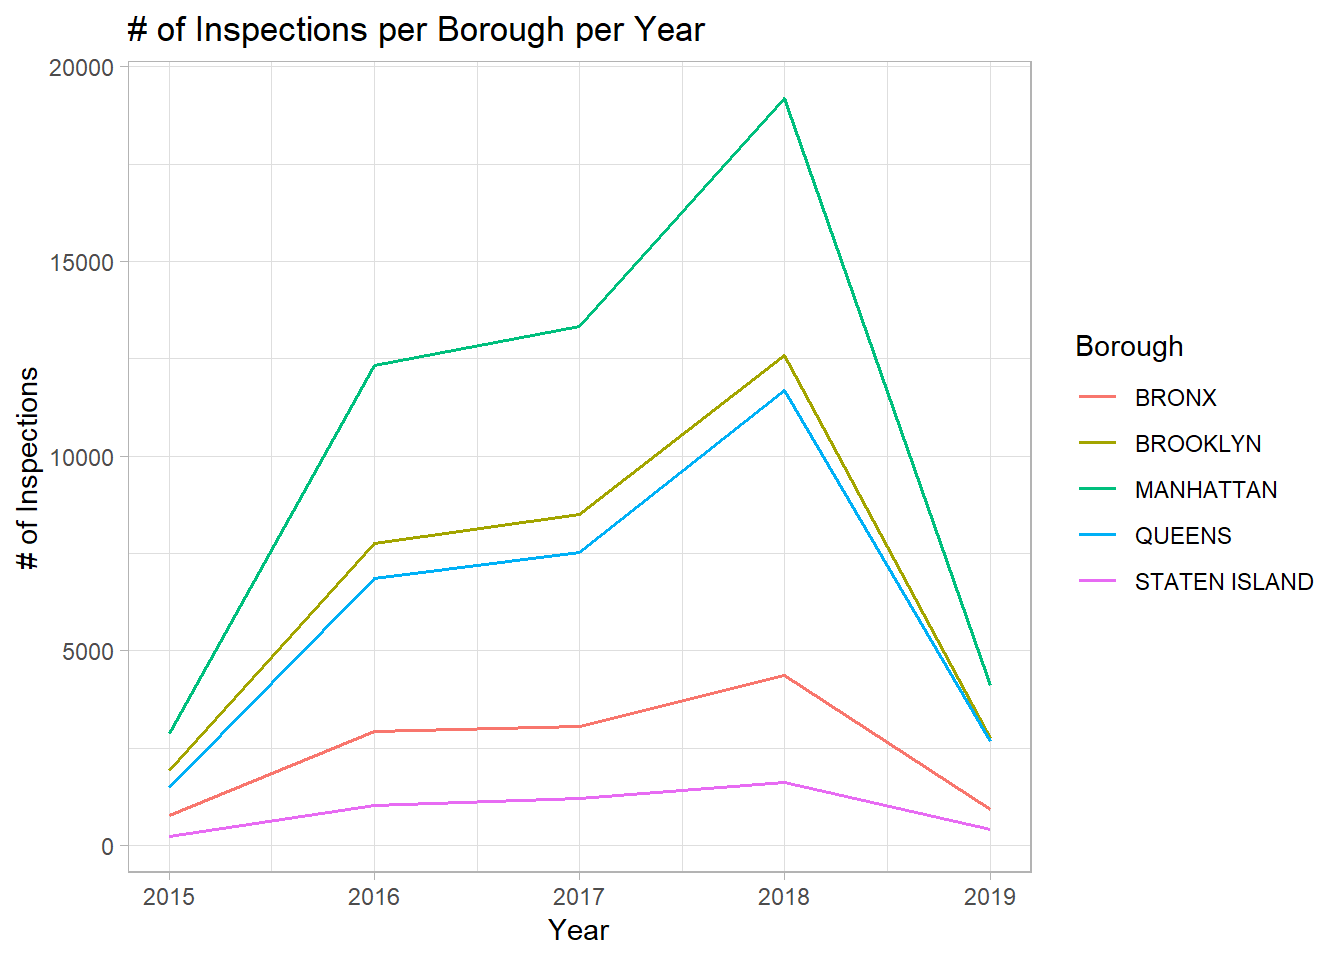 # of Inspections per Borough per Year
20000
15000
10000
5000
0
# of Inspections
2015 2016 2017 2018 2019
Year
Borough
BRONX
BROOKLYN
MANHATTAN
QUEENS
STATEN ISLAND